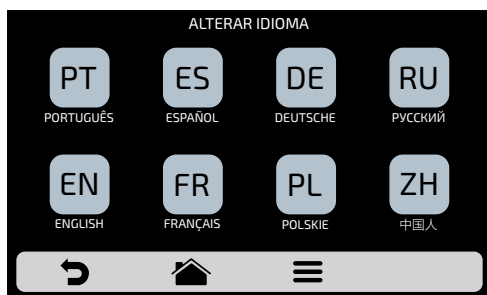 ALTERAR IDIOMA
PT ES DE RU
PORTUGUÊS ESPAÑOL DEUTSCHE РУССКИЙ
EN FR PL ZH
ENGLISH FRANÇAIS POLSKIE 中国人